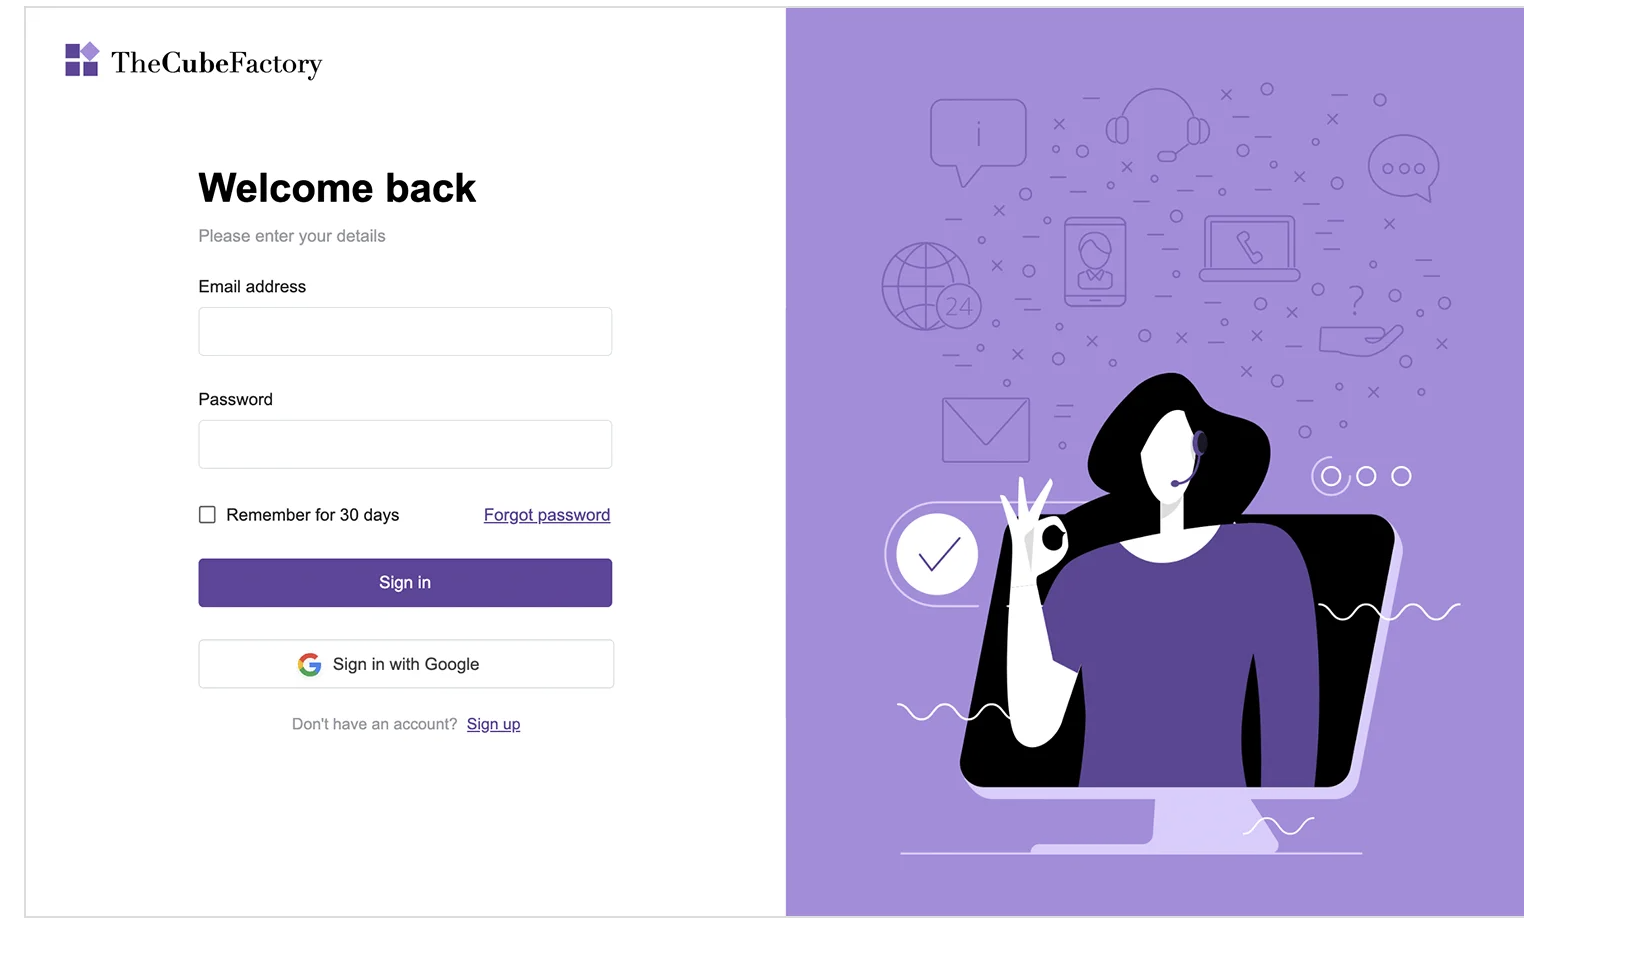 TheCubeFactory
Welcome back
Please enter your details
Email address
Password
Remember for 30 days
Forgot password
Sign in
Sign in with Google
Don't have an account? Sign up
i
24
?